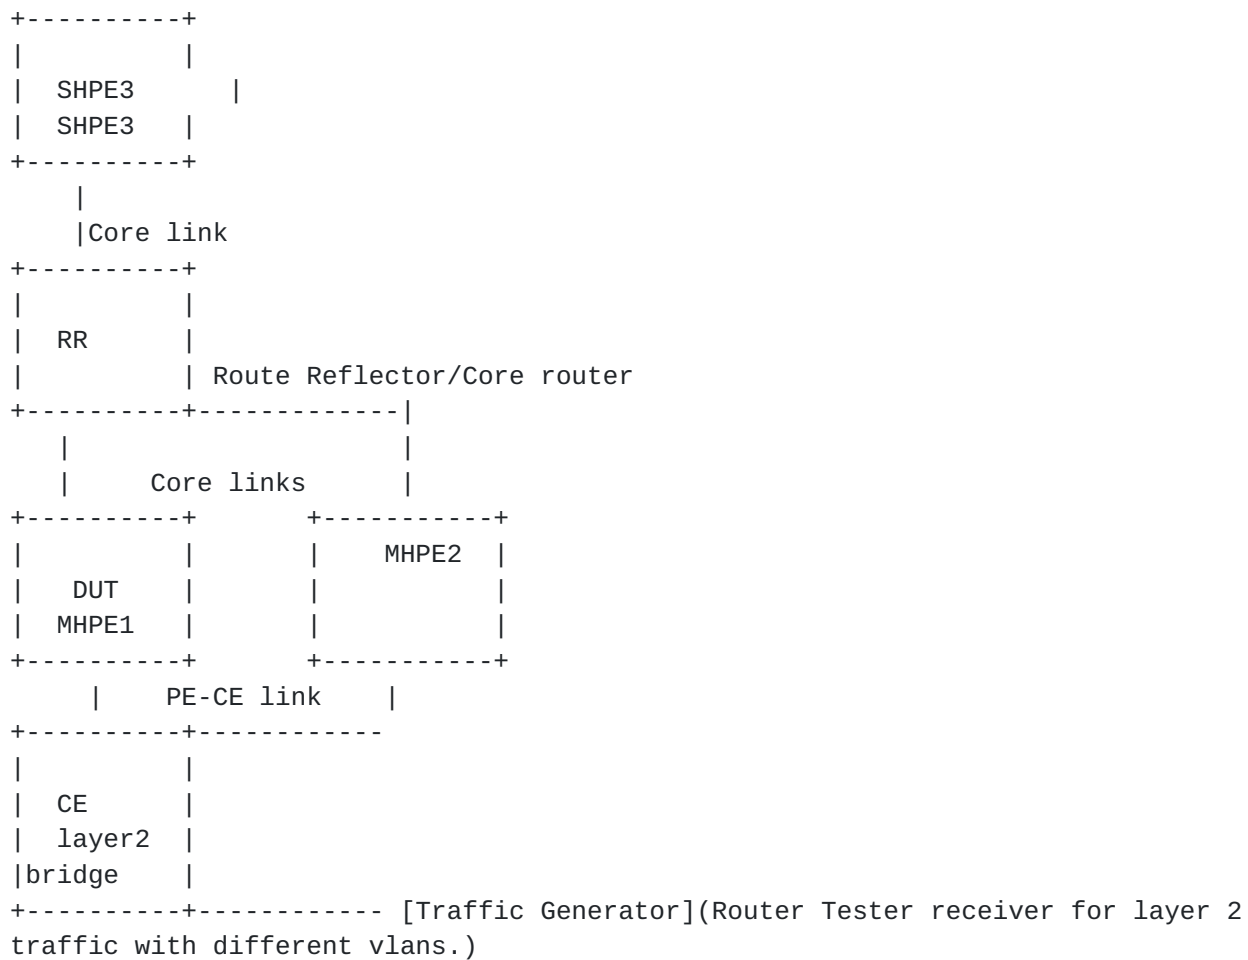 +----------+
|          |
|  SHPE3      |
|  SHPE3   |
+----------+
    |
    |Core link
+----------+
|          |
|  RR      |
|          | Route Reflector/Core router
+----------+-------------|
   |                     |
   |     Core links      |
+----------+       +-----------+
|          |       |    MHPE2  |
|   DUT    |       |           |
|  MHPE1   |       |           |
+----------+       +-----------+
     |    PE-CE link    |
+----------+------------
|          |
|  CE      |
|  layer2  |
|bridge    |
+----------+------------ [Traffic Generator](Router Tester receiver for layer 2
traffic with different vlans.)